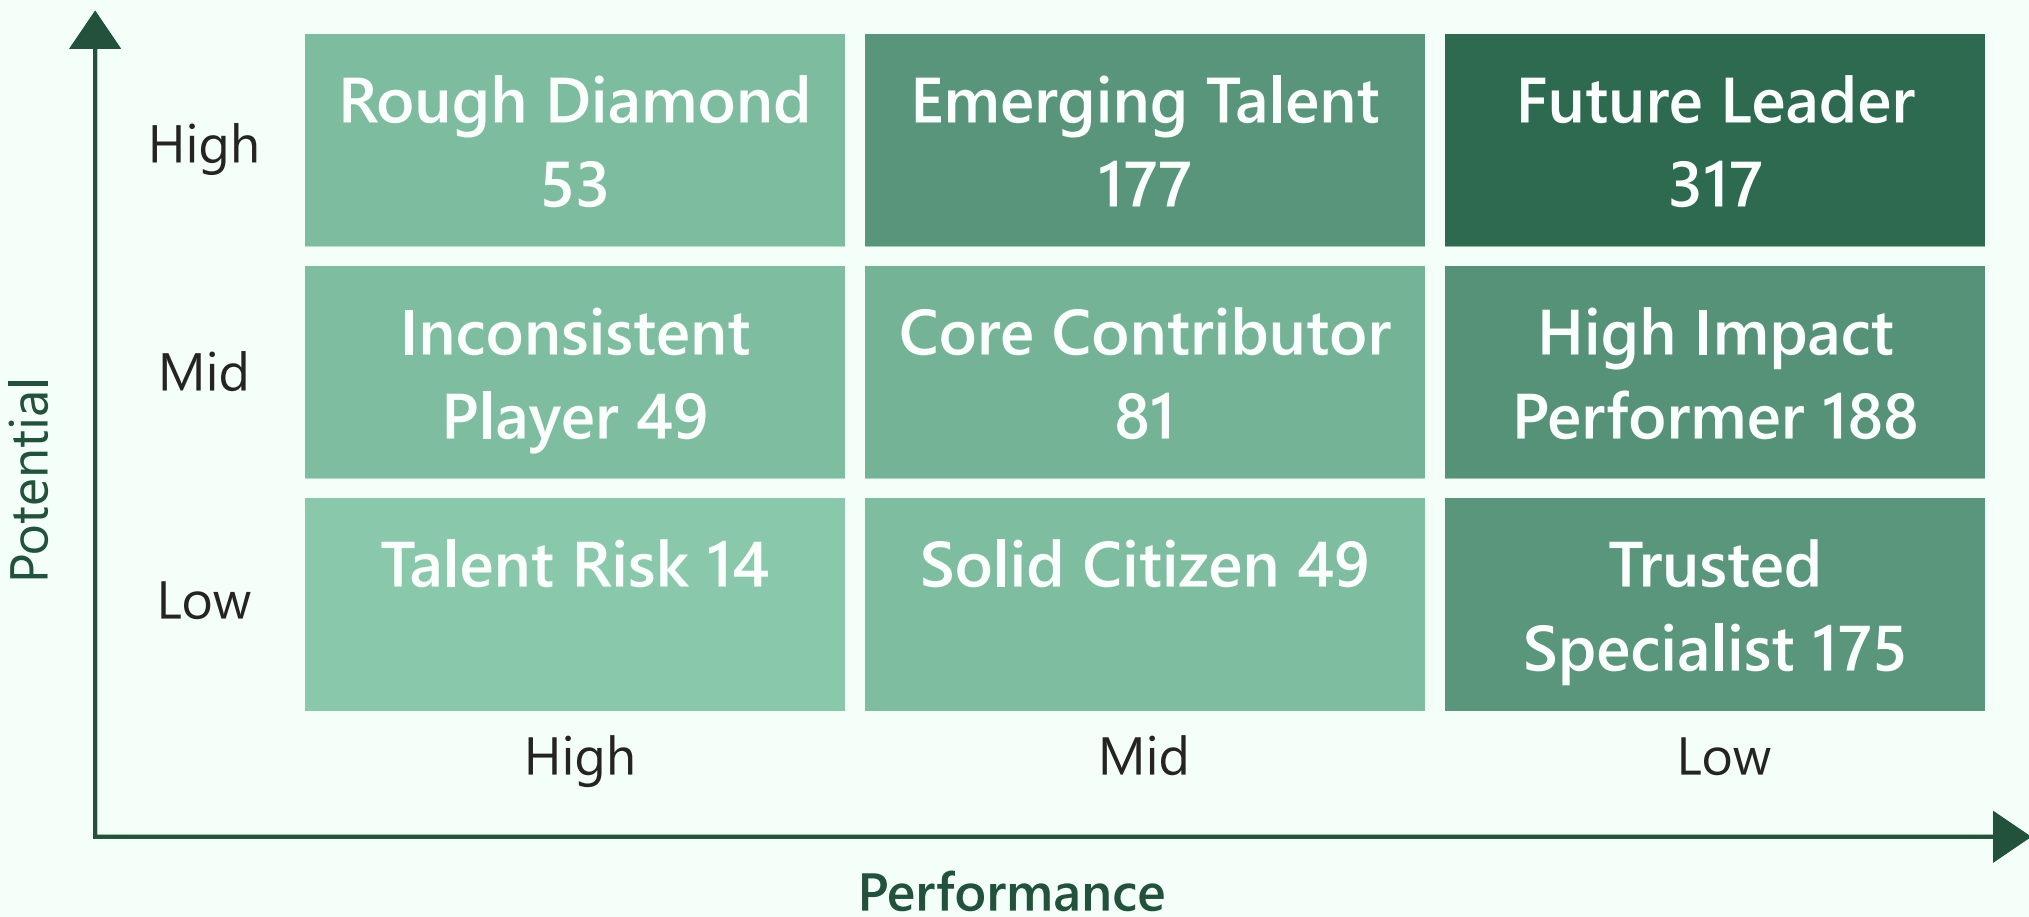 Potential
High
Rough Diamond
53
Emerging Talent
177
Future Leader
317
Mid
Inconsistent
Player 49
Core Contributor
81
High Impact
Performer 188
Low
Talent Risk 14
Solid Citizen 49
Trusted
Specialist 175
High
Mid
Low
Performance